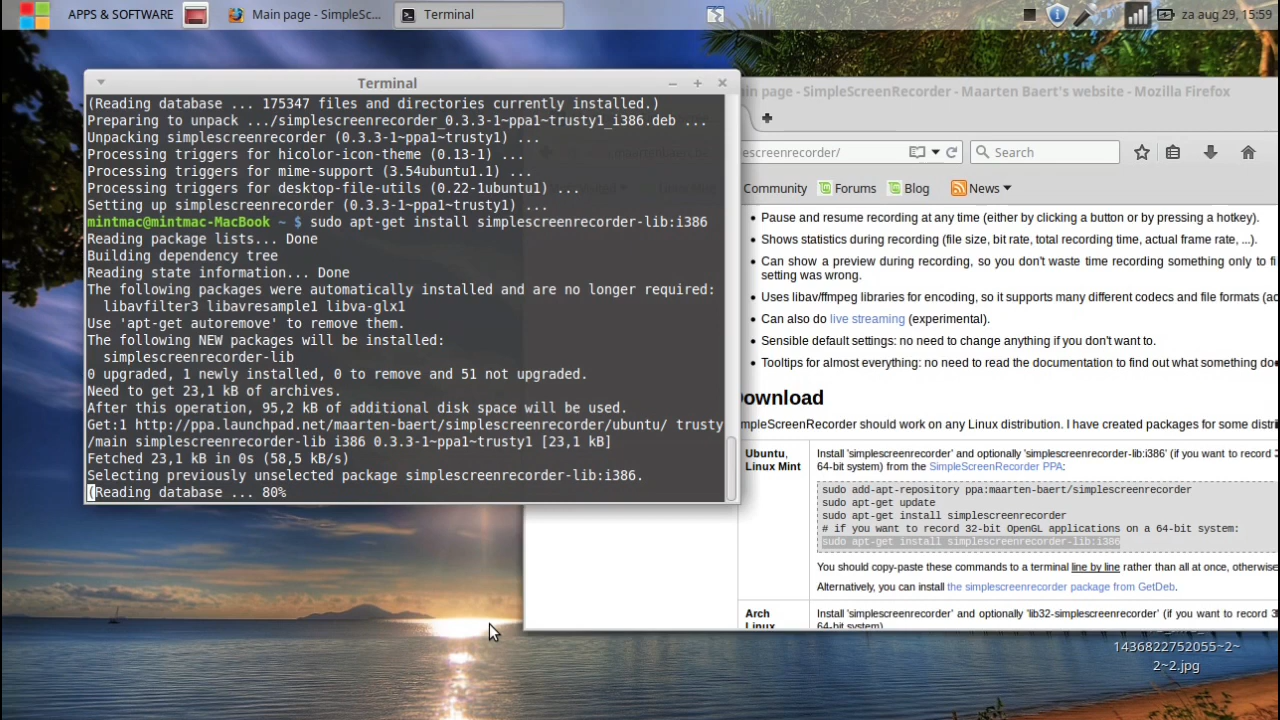 APPS & SOFTWARE
Main page - SimpleSc...
Terminal
za aug 29, 15:59
Terminal
(Reading database ... 175347 files and directories currently installed.)
Preparing to unpack .../simplescreenrecorder_0.3.3-1~ppa1~trusty1_i386.deb ...
Unpacking simplescreenrecorder (0.3.3-1~ppa1~trusty1) ...
Processing triggers for hicolor-icon-theme (0.13-1) ...
Processing triggers for mime-support (3.54ubuntu1.1) ...
Processing triggers for desktop-file-utils (0.22-1ubuntu1) ...
Setting up simplescreenrecorder (0.3.3-1~ppa1~trusty1) ...
mintmac@mintmac-MacBook ~ $ sudo apt-get install simplescreenrecorder-lib:i386
Reading package lists... Done
Building dependency tree
Reading state information... Done
The following packages were automatically installed and are no longer required:
libavfilter3 libavresample1 libva-glx1
Use 'apt-get autoremove' to remove them.
The following NEW packages will be installed:
simplescreenrecorder-lib
0 upgraded, 1 newly installed, 0 to remove and 51 not upgraded.
Need to get 23,1 kB of archives.
After this operation, 95,2 kB of additional disk space will be used.
Get:1 http://ppa.launchpad.net/maarten-baert/simplescreenrecorder/ubuntu/ trusty
/main simplescreenrecorder-lib i386 0.3.3-1~ppa1~trusty1 [23,1 kB]
Fetched 23,1 kB in 0s (58,5 kB/s)
Selecting previously unselected package simplescreenrecorder-lib:i386.
(Reading database ... 80%
ain page - SimpleScreenRecorder - Maarten Baert's website - Mozilla Firefox
screenrecorder/
Search
Community
Forums
Blog
News
Pause and resume recording at any time (either by clicking a button or by pressing a hotkey).
Shows statistics during recording (file size, bit rate, total recording time, actual frame rate, ...).
Can show a preview during recording, so you don't waste time recording something only to fi
setting was wrong.
Uses libav/ffmpeg libraries for encoding, so it supports many different codecs and file formats (ac
Can also do live streaming (experimental).
Sensible default settings: no need to change anything if you don't want to.
Tooltips for almost everything: no need to read the documentation to find out what something doe
Download
mpleScreenRecorder should work on any Linux distribution. I have created packages for some distri
Ubuntu,
Linux Mint
Install 'simplescreenrecorder' and optionally 'simplescreenrecorder-lib:i386' (if you want to record 3
64-bit system) from the SimpleScreenRecorder PPA:
sudo add-apt-repository ppa:maarten-baert/simplescreenrecorder
sudo apt-get update
sudo apt-get install simplescreenrecorder
# if you want to record 32-bit OpenGL applications on a 64-bit system:
sudo apt-get install simplescreenrecorder-lib:i386
You should copy-paste these commands to a terminal line by line rather than all at once, otherwise
Alternatively, you can install the simplescreenrecorder package from GetDeb.
Arch
Linux
Install 'simplescreenrecorder' and optionally 'lib32-simplescreenrecorder' (if you want to record 3
64-bit system).
1436822752055~2~
2~2.jpg